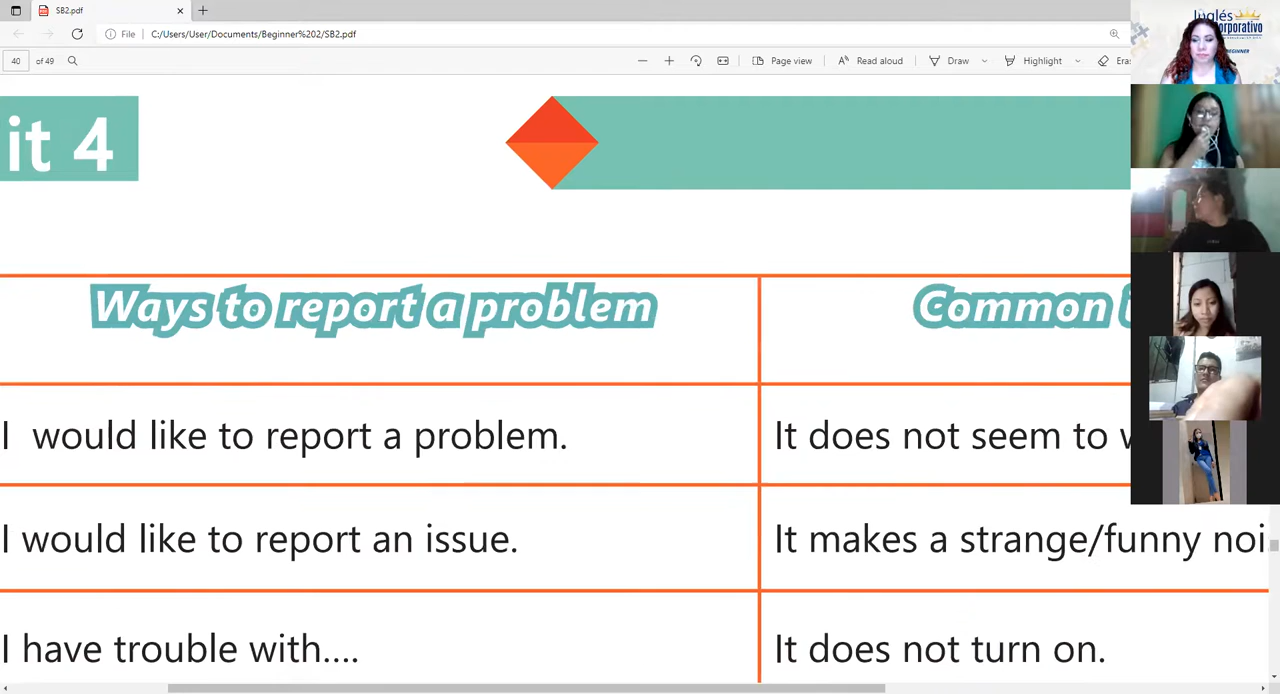 SB2.pdf
File C:/Users/User/Documents/Beginner%202/SB2.pdf
40 of 49 Page view Read aloud Draw Highlight
Inglés
orporativo
BEGINNER
it 4
Ways to report a problem
Common
I would like to report a problem.
It does not seem to
I would like to report an issue.
It makes a strange/funny noi
I have trouble with....
It does not turn on.